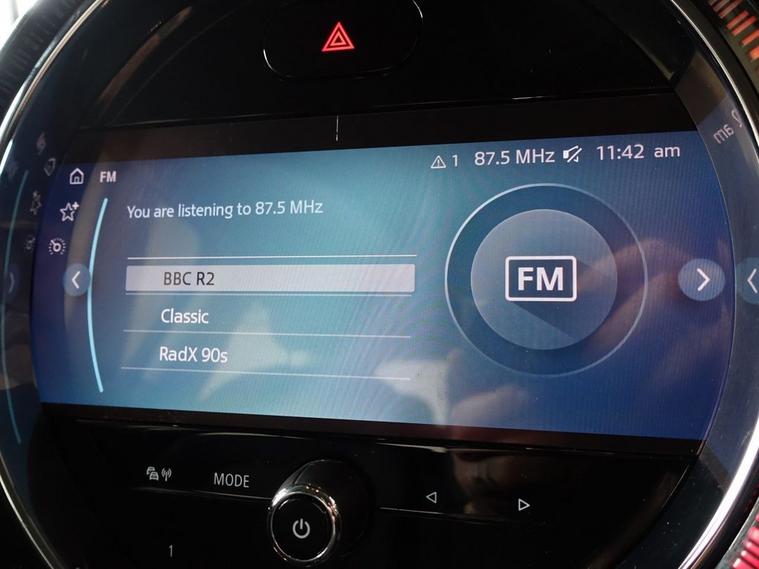 FM
1 87.5 MHz 11:42 am
You are listening to 87.5 MHz
BBC R2
Classic
RadX 90s
FM
MODE
1